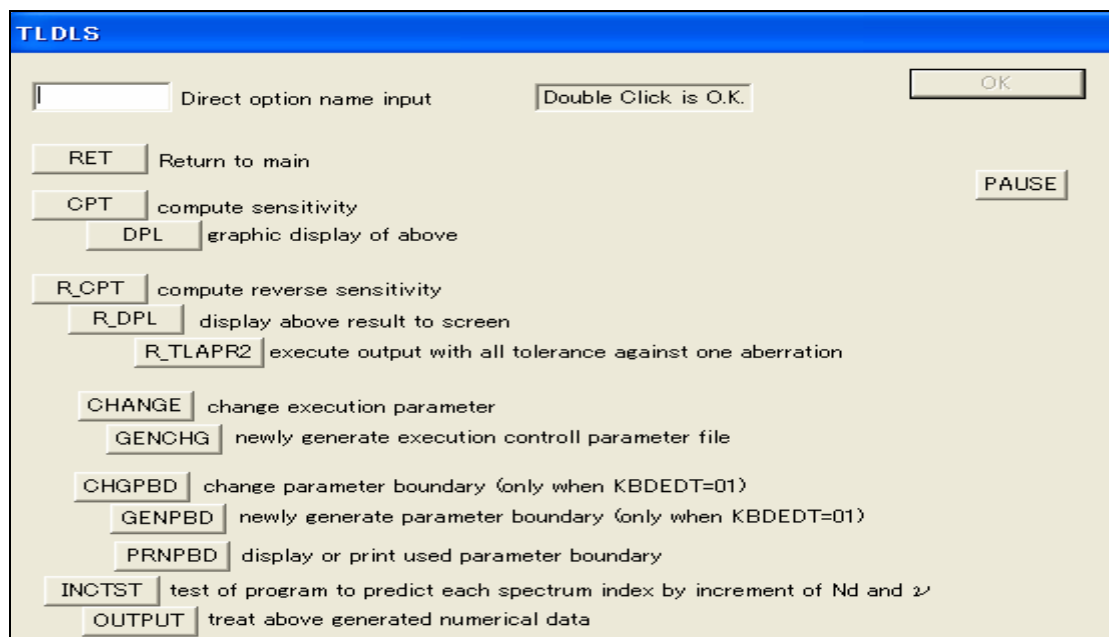 TLDLS
Direct option name input Double Click is O.K. OK
RET Return to main
PAUSE
CPT compute sensitivity
DPL graphic display of above
R_CPT compute reverse sensitivity
R_DPL display above result to screen
R_TLAPR2 execute output with all tolerance against one aberration
CHANGE change execution parameter
GENCHG newly generate execution controll parameter file
CHGPBD change parameter boundary (only when KBDEDT=01)
GENPBD newly generate parameter boundary (only when KBDEDT=01)
PRNPBD display or print used parameter boundary
INCTST test of program to predict each spectrum index by increment of Nd and ν
OUTPUT treat above generated numerical data